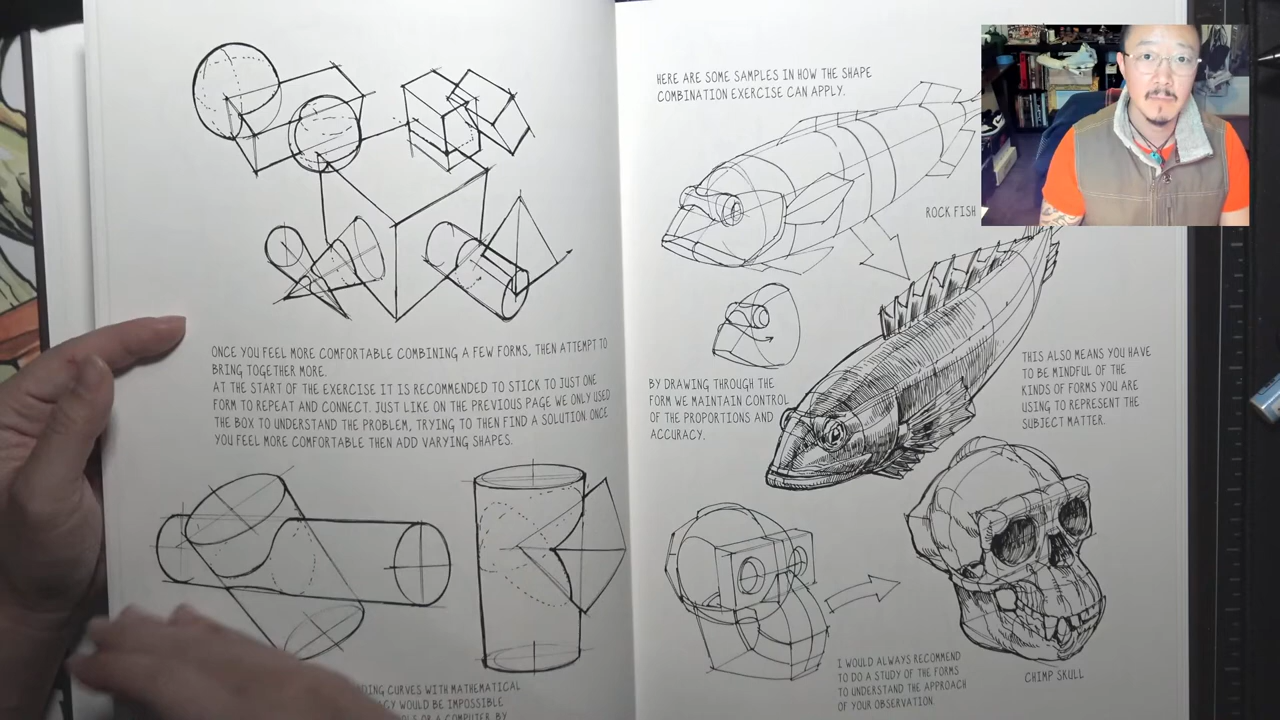 ONCE YOU FEEL MORE COMFORTABLE COMBINING A FEW FORMS, THEN ATTEMPT TO
BRING TOGETHER MORE.
AT THE START OF THE EXERCISE IT IS RECOMMENDED TO STICK TO JUST ONE
FORM TO REPEAT AND CONNECT. JUST LIKE ON THE PREVIOUS PAGE WE ONLY USED
THE BOX TO UNDERSTAND THE PROBLEM, TRYING TO THEN FIND A SOLUTION. ONCE
YOU FEEL MORE COMFORTABLE THEN ADD VARYING SHAPES.
CURVES WITH MATHEMATICAL
WOULD BE IMPOSSIBLE
OR A COMPUTER. BY
HERE ARE SOME SAMPLES IN HOW THE SHAPE
COMBINATION EXERCISE CAN APPLY.
ROCK FISH
BY DRAWING THROUGH THE
FORM WE MAINTAIN CONTROL
OF THE PROPORTIONS AND
ACCURACY.
THIS ALSO MEANS YOU HAVE
TO BE MINDFUL OF THE
KINDS OF FORMS YOU ARE
USING TO REPRESENT THE
SUBJECT MATTER.
I WOULD ALWAYS RECOMMEND
TO DO A STUDY OF THE FORMS
TO UNDERSTAND THE APPROACH
OF YOUR OBSERVATION.
CHIMP SKULL